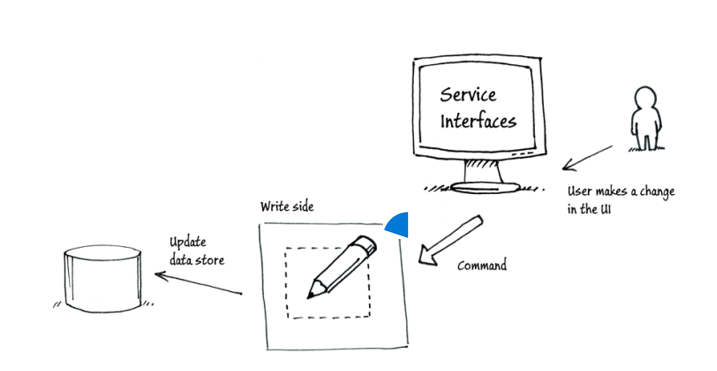 Service
Interfaces
User makes a change
in the UI
Write side
Command
Update
data store